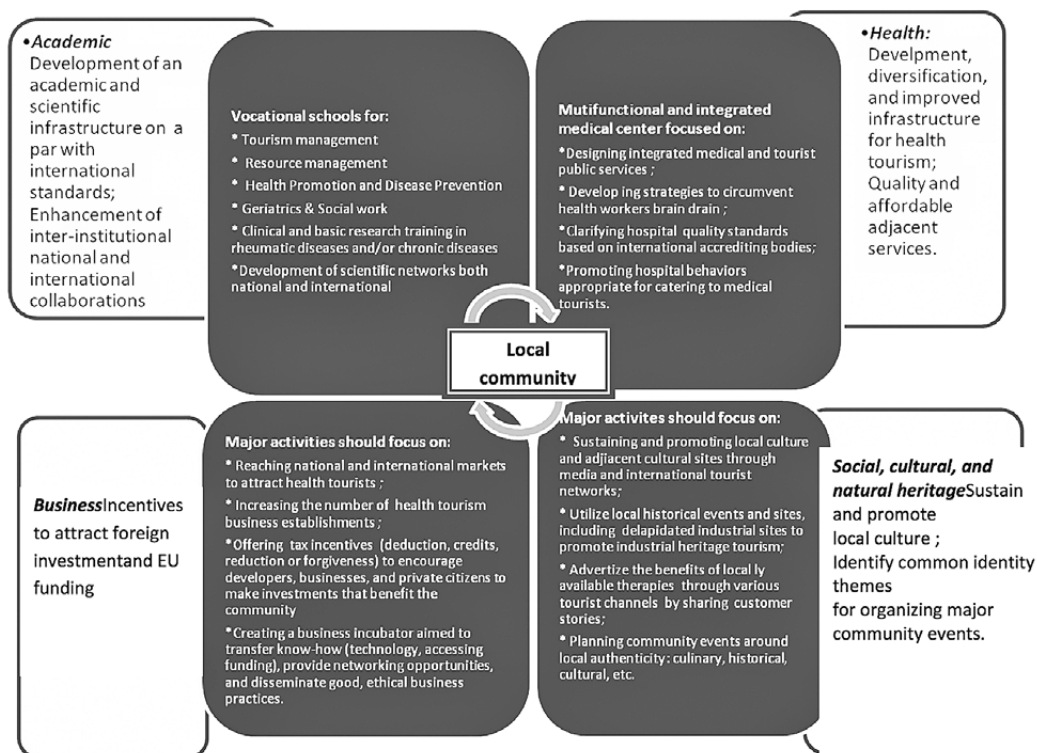 •Academic
Development of an
academic and
scientific
infrastructure on a
par with
international
standards;
Enhancement of
inter-institutional
national and
international
collaborations
Vocational schools for:
* Tourism management
* Resource management
* Health Promotion and Disease Prevention
* Geriatrics & Social work
* Clinical and basic research training in
rheumatic diseases and/or chronic diseases
*Development of scientific networks both
national and international
Mutifunctional and integrated
medical center focused on:
*Designing integrated medical and tourist
public services ;
* Developing strategies to circumvent
health workers brain drain ;
*Clarifying hospital quality standards
based on international accrediting bodies;
*Promoting hospital behaviors
appropriate for catering to medical
tourists.
•Health:
Develpment,
diversification,
and improved
infrastructure
for health
tourism;
Quality and
affordable
adjacent
services.
Local
community
BusinessIncentives
to attract foreign
investmentand EU
funding
Major activities should focus on:
* Reaching national and international markets
to attract health tourists ;
* Increasing the number of health tourism
business establishments ;
*Offering tax incentives (deduction, credits,
reduction or forgiveness) to encourage
developers, businesses, and private citizens to
make investments that benefit the
community
*Creating a business incubator aimed to
transfer know-how (technology, accessing
funding), provide networking opportunities,
and disseminate good, ethical business
practices.
Major activites should focus on:
* Sustaining and promoting local culture
and adjiacent cultural sites through
media and international tourist
networks;
* Utilize local historical events and sites,
including delapidated industrial sites to
promote industrial heritage tourism;
* Advertize the benefits of locally
available therapies through various
tourist channels by sharing customer
stories;
* Planning community events around
local authenticity: culinary, historical,
cultural, etc.
Social, cultural, and
natural heritageSustain
and promote
local culture ;
Identify common identity
themes
for organizing major
community events.